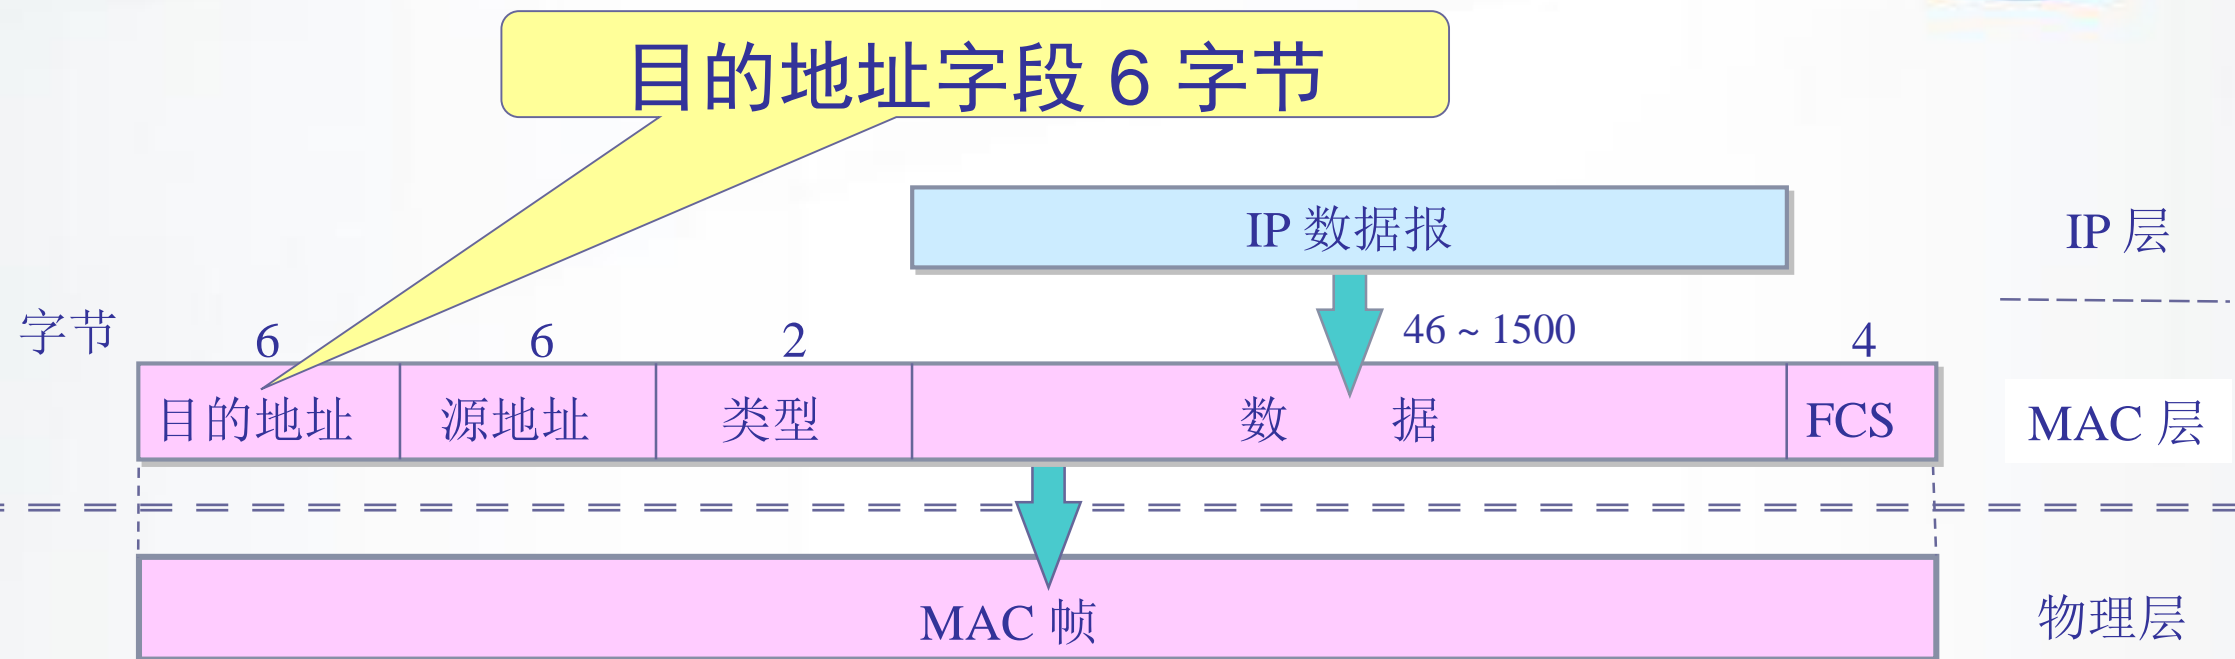 目的地址字段 6 字节
IP 数据报
IP 层
字节
6
6
2
46 ~ 1500
4
目的地址
源地址
类型
数 据
FCS
MAC 层
MAC 帧
物理层